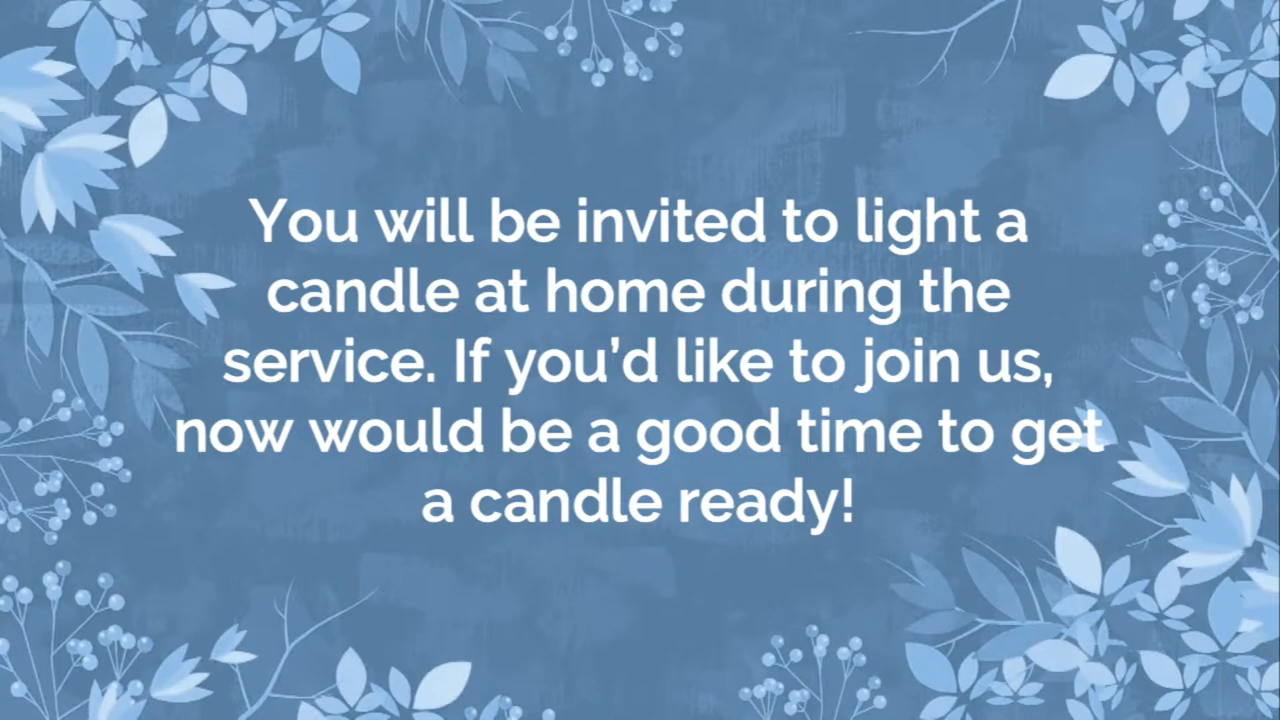 You will be invited to light a
candle at home during the
service. If you’d like to join us,
now would be a good time to get
a candle ready!